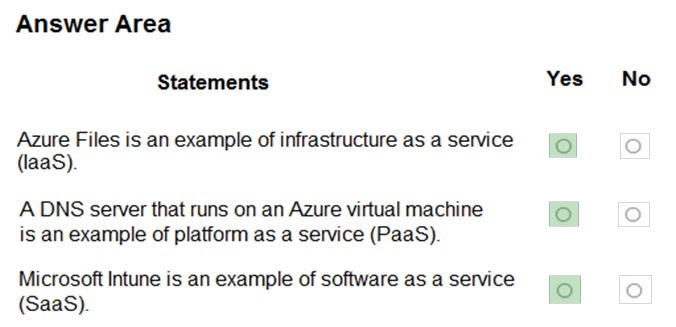 Answer Area
Statements Yes No
Azure Files is an example of infrastructure as a service
(IaaS).
A DNS server that runs on an Azure virtual machine
is an example of platform as a service (PaaS).
Microsoft Intune is an example of software as a service
(SaaS).